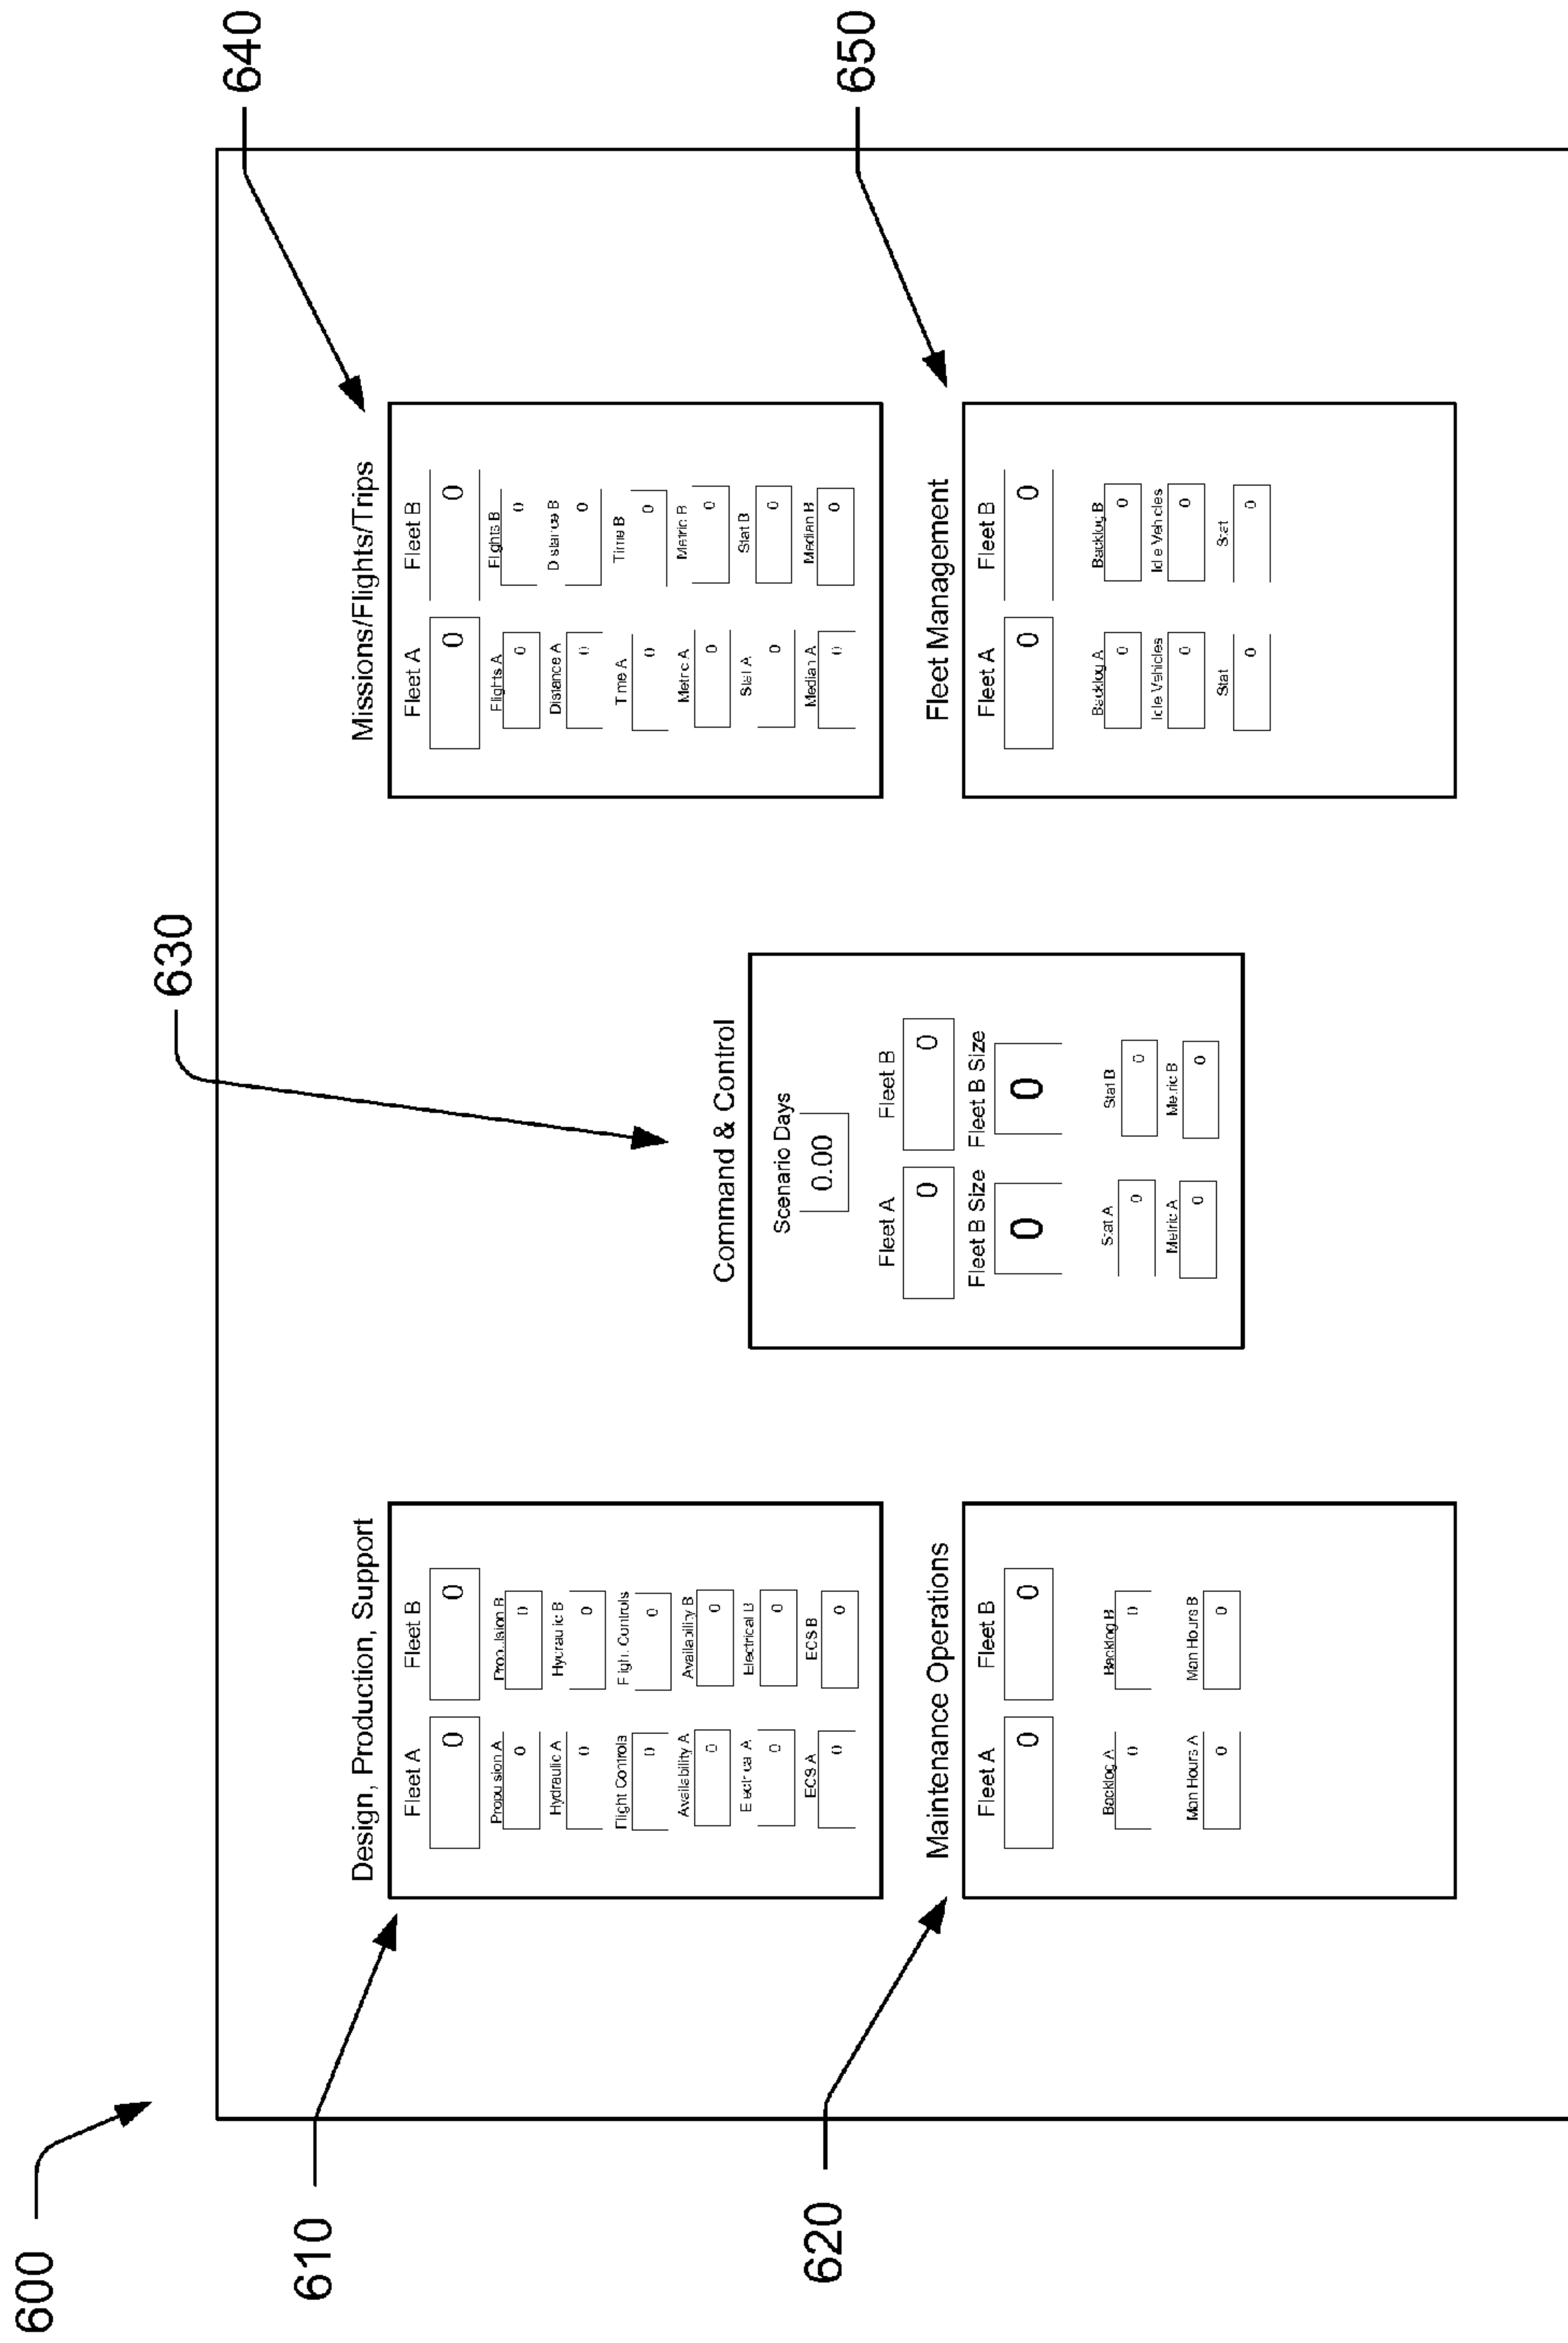 600
630
610
620
640
650
Design, Production, Support
Fleet A Fleet B
0 0
Propulsion A Propulsion B
0 0
Hydraulic A Hydraulic B
0 0
Flight Controls Flight Controls
0 0
Availability A Availability B
0 0
Electrical A Electrical B
0 0
ECS A ECS B
0 0
Maintenance Operations
Fleet A Fleet B
0 0
Backlog A Backlog B
0 0
Man Hours A Man Hours B
0 0
Command & Control
Scenario Days
0.00
Fleet A Fleet B
0 0
Fleet B Size Fleet B Size
0 0
Stat A Stat B
0 0
Metric A Metric B
0 0
Missions/Flights/Trips
Fleet A Fleet B
0 0
Flights A Flights B
0 0
Distance A Distance B
0 0
Time A Time B
0 0
Metric A Metric B
0 0
Stat A Stat B
0 0
Median A Median B
0 0
Fleet Management
Fleet A Fleet B
0 0
Backlog A Backlog B
0 0
Idle Vehicles Idle Vehicles
0 0
Stat Stat
0 0